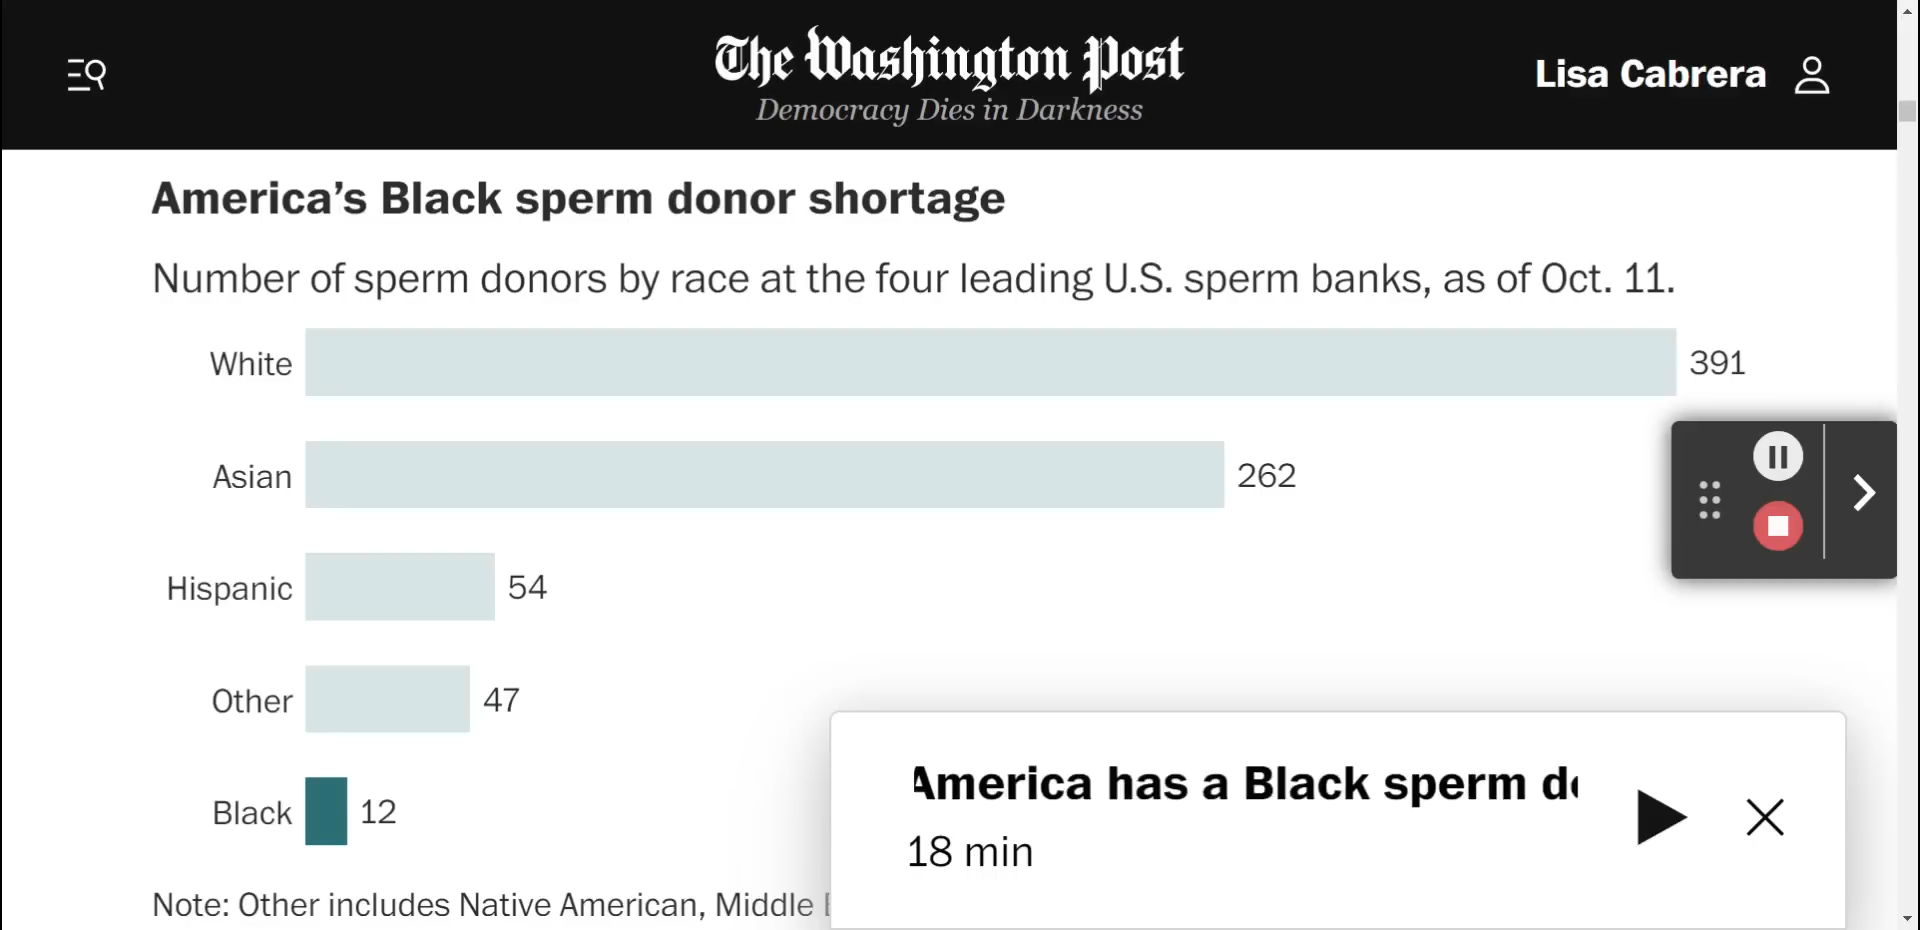 The Washington Post
Democracy Dies in Darkness
Lisa Cabrera
America's Black sperm donor shortage
Number of sperm donors by race at the four leading U.S. sperm banks, as of Oct. 11.
White 391
Asian 262
Hispanic 54
Other 47
Black 12
Note: Other includes Native American, Middle
America has a Black sperm
18 min